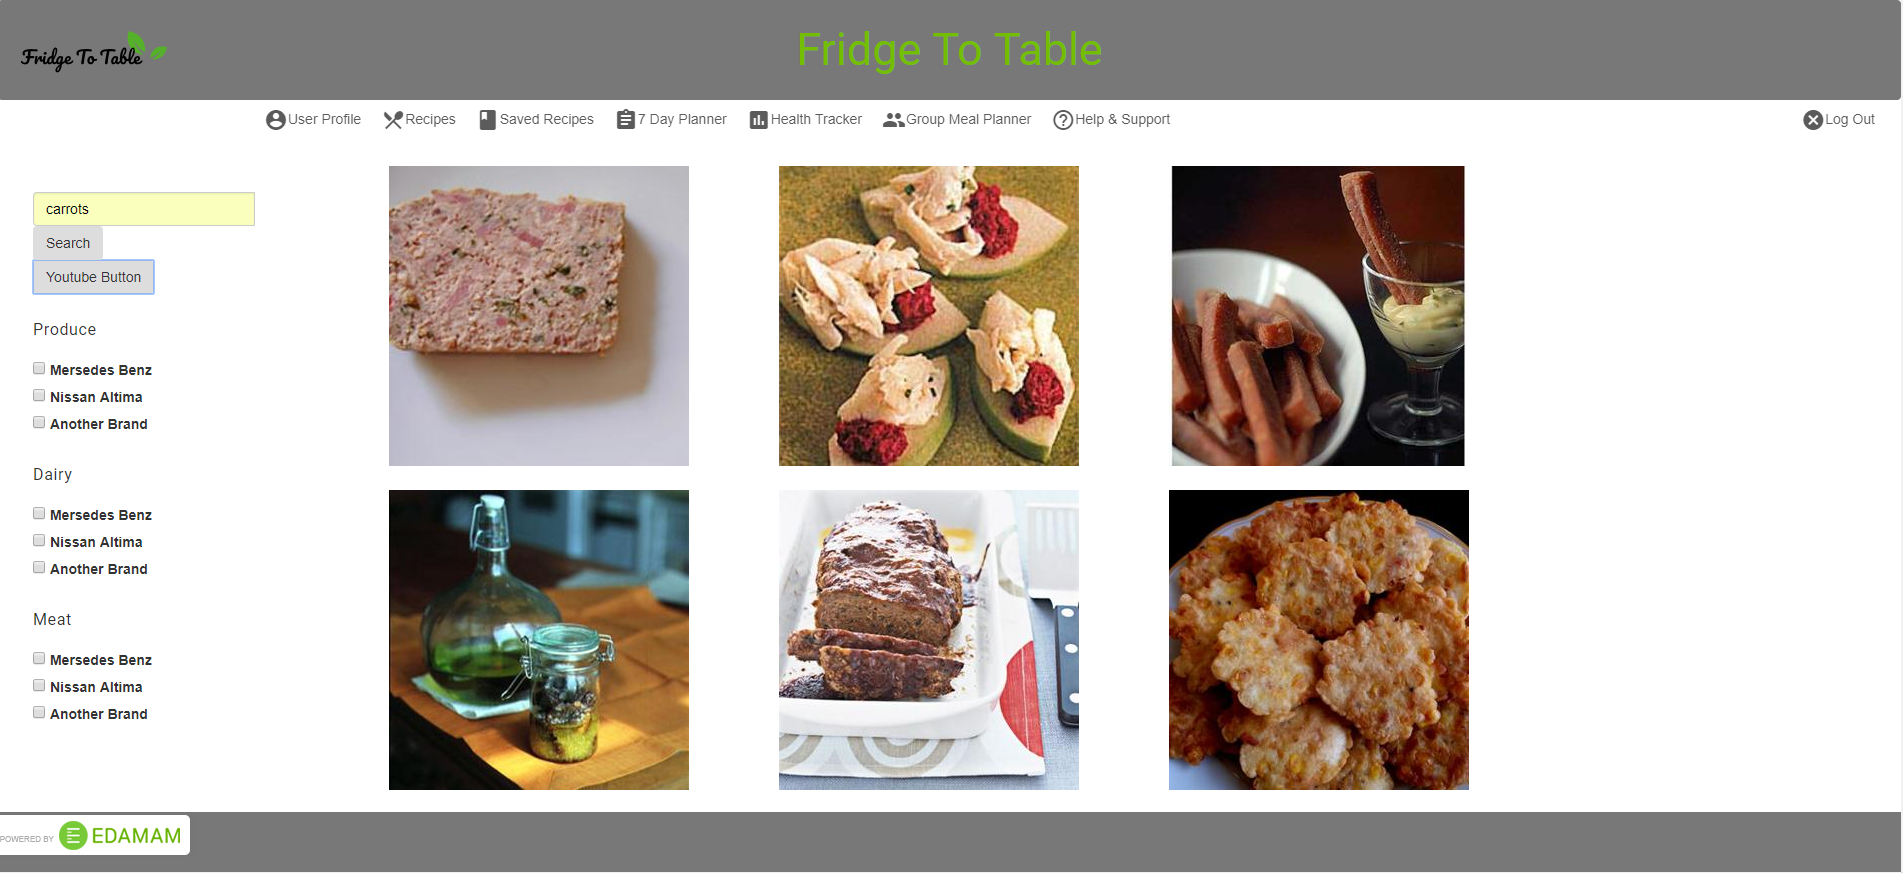 Fridge To Table
Fridge To Table
User Profile Recipes Saved Recipes 7 Day Planner Health Tracker Group Meal Planner Help & Support Log Out
carrots
Search
Youtube Button
Produce
Mersedes Benz
Nissan Altima
Another Brand
Dairy
Mersedes Benz
Nissan Altima
Another Brand
Meat
Mersedes Benz
Nissan Altima
Another Brand
POWERED BY EDAMAM